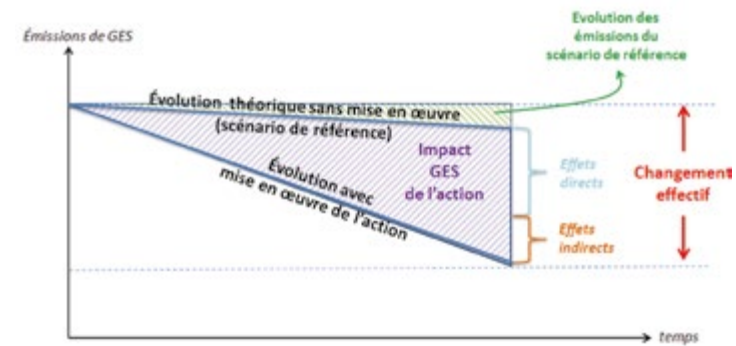 Evolution des
émissions du
scénario de référence
Émissions de GES
Évolution théorique sans mise en œuvre
(scénario de référence)
Impact
GES
de l'action
Évolution avec
mise en œuvre de l'action
Effets
directs
Changement
effectif
Effets
indirects
temps